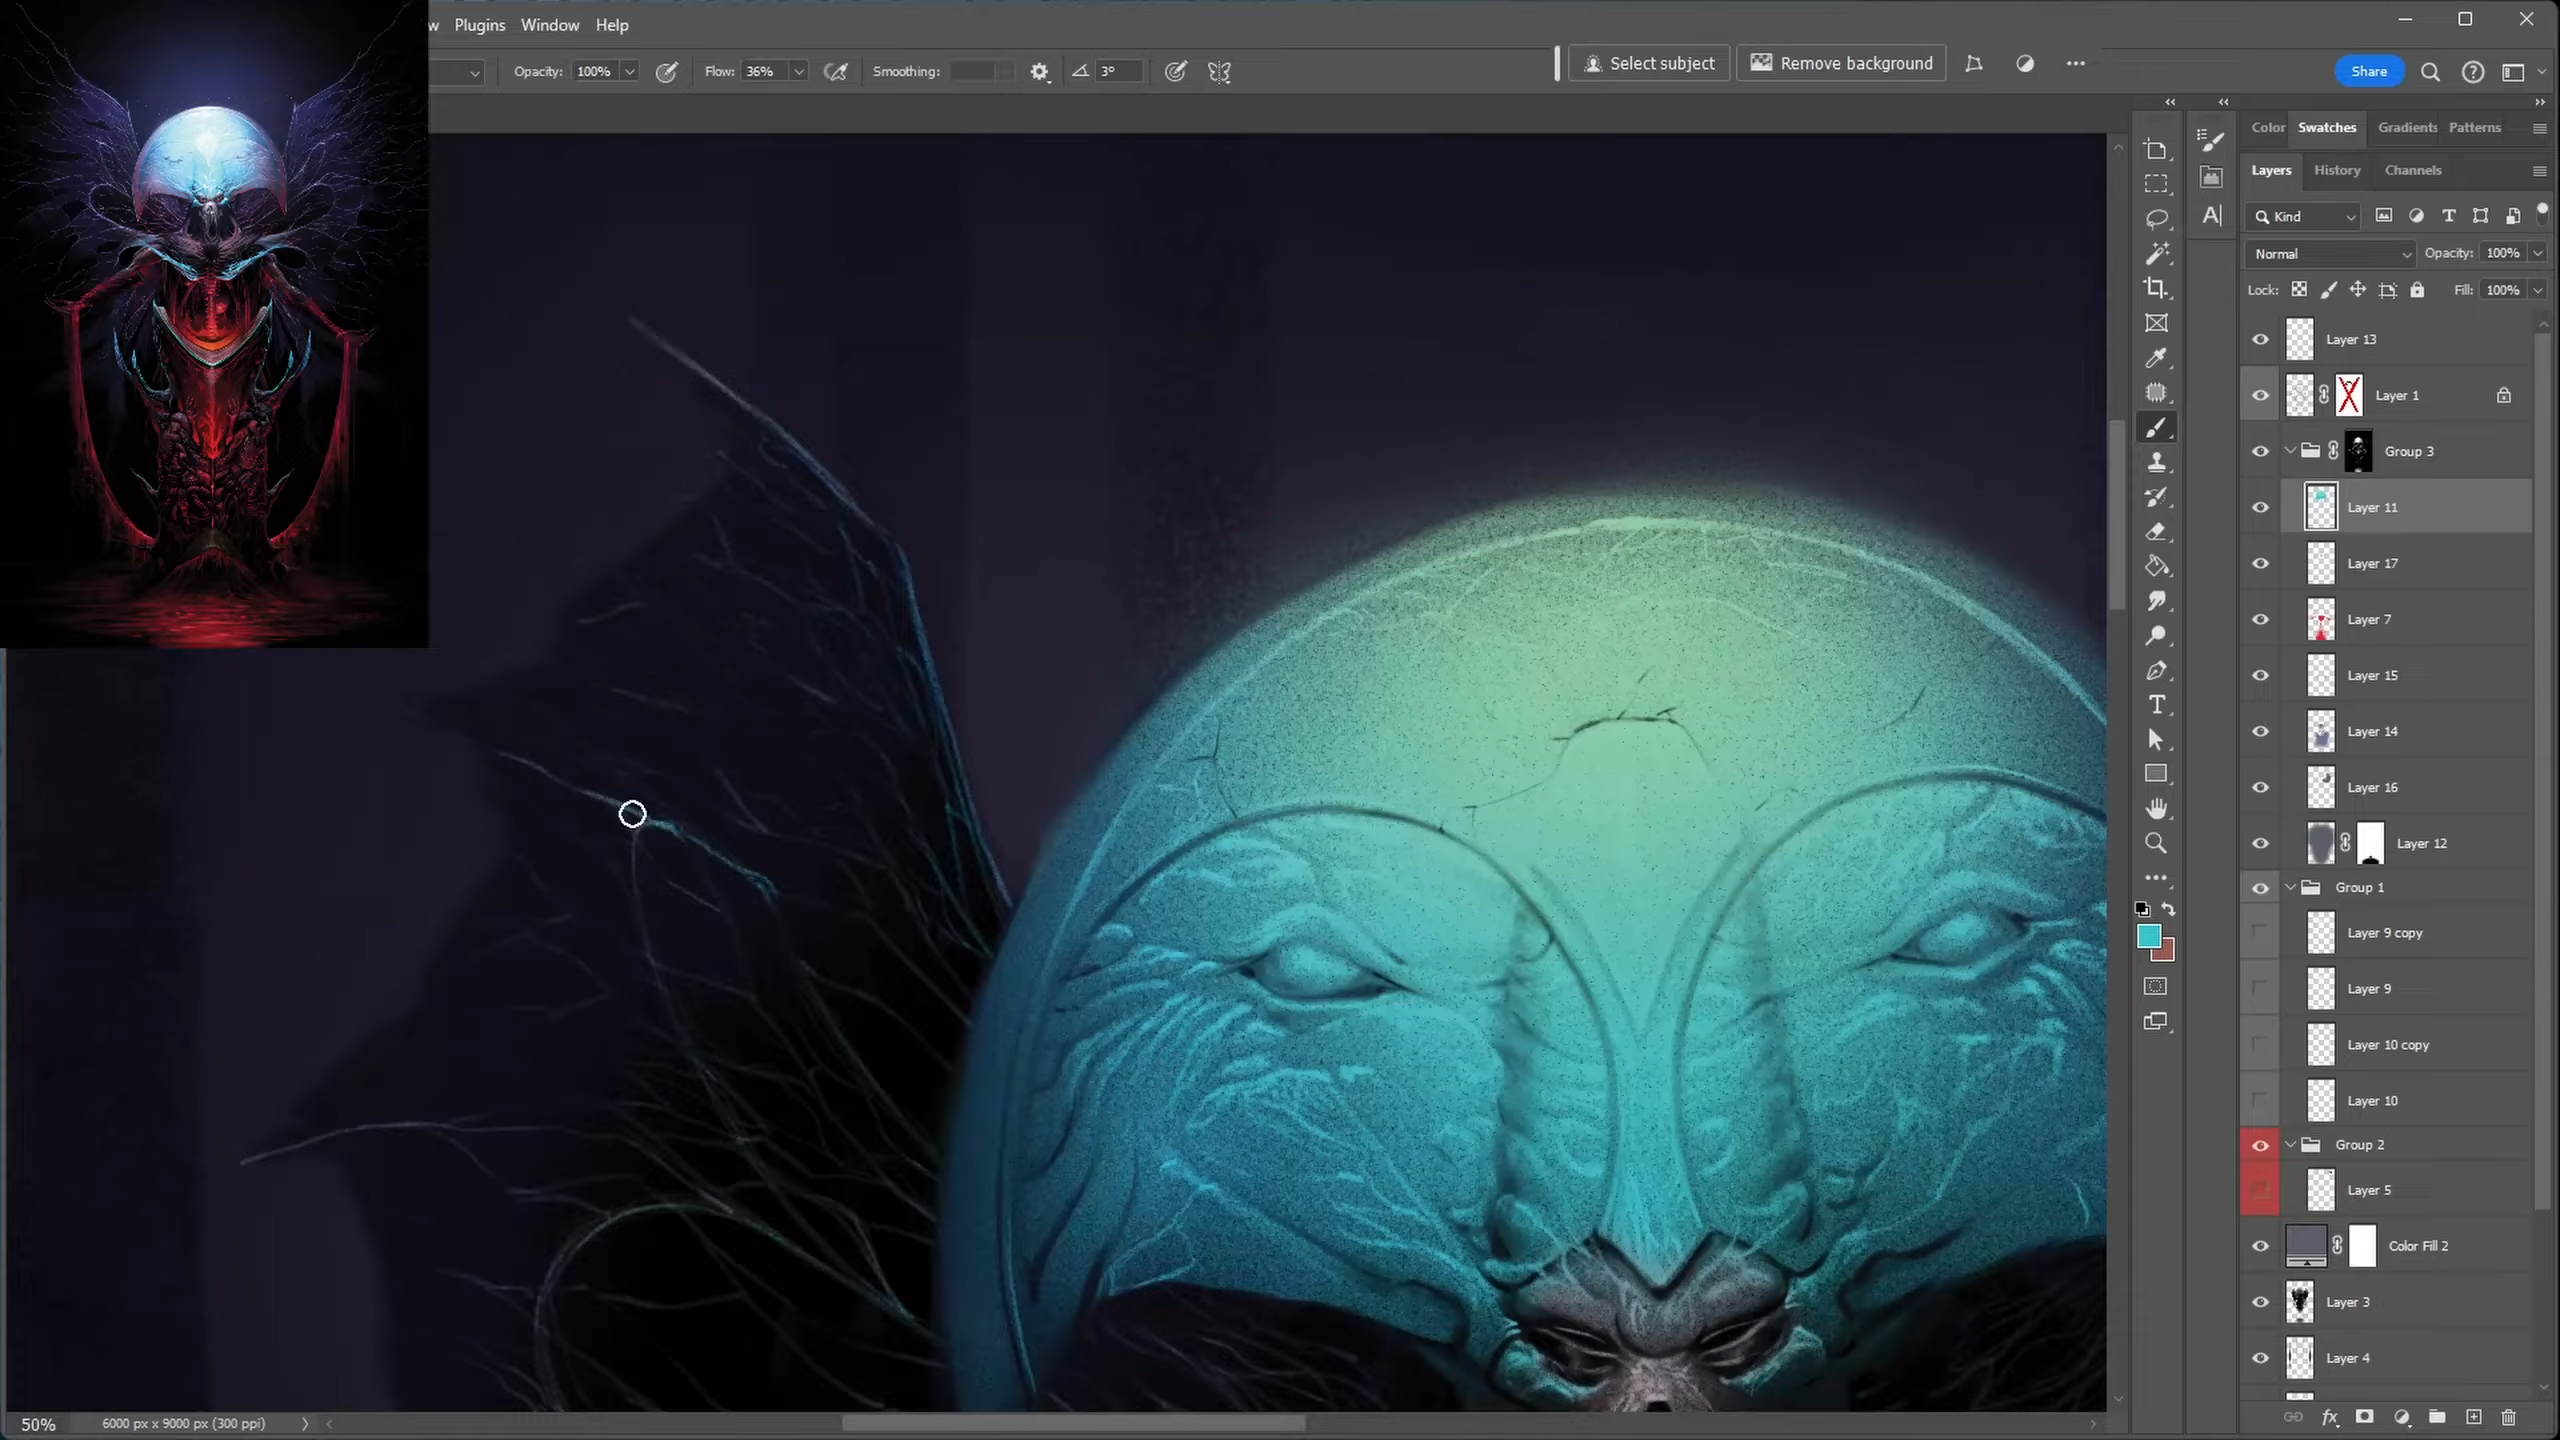 w Plugins Window Help
Opacity: 100% Flow: 36% Smoothing: 3° Select subject Remove background Share
Color Swatches Gradients Patterns
Layers History Channels
Kind
Normal Opacity: 100%
Lock: Fill: 100%
Layer 13
Layer 1
Group 3
Layer 11
Layer 17
Layer 7
Layer 15
Layer 14
Layer 16
Layer 12
Group 1
Layer 9 copy
Layer 9
Layer 10 copy
Layer 10
Group 2
Layer 5
Color Fill 2
Layer 3
Layer 4
50% 6000 px x 9000 px (300 ppi)